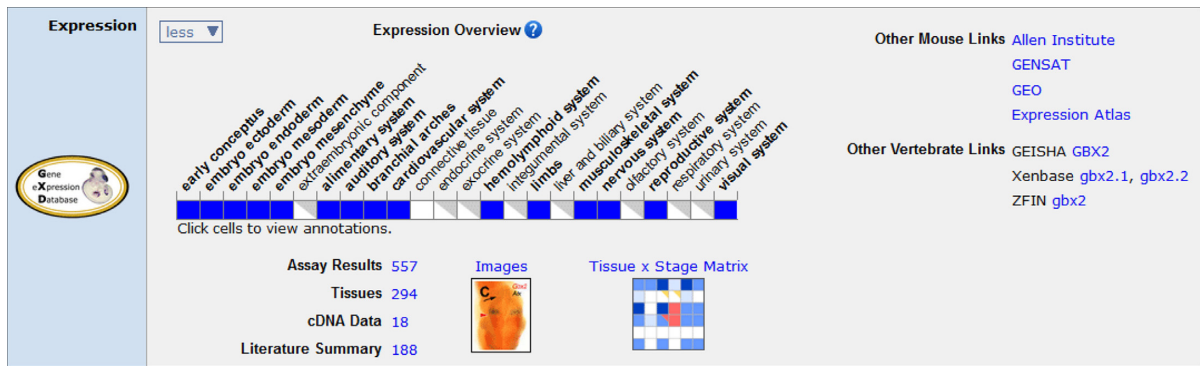 Expression
less
Expression Overview ?
early conceptus
embryo ectoderm
embryo endoderm
embryo mesoderm
embryo mesenchyme
extraembryonic component
alimentary system
auditory system
branchial arches
cardiovascular system
connective tissue
endocrine system
exocrine system
hemolymphoid system
integumental system
limbs
liver and biliary system
musculoskeletal system
nervous system
olfactory system
reproductive system
respiratory system
urinary system
visual system
Click cells to view annotations.
Gene
eXpression
Database
Assay Results 557
Tissues 294
cDNA Data 18
Literature Summary 188
Images
C
Gbx2
Tissue x Stage Matrix
Other Mouse Links Allen Institute
GENSAT
GEO
Expression Atlas
Other Vertebrate Links GEISHA GBX2
Xenbase gbx2.1, gbx2.2
ZFIN gbx2